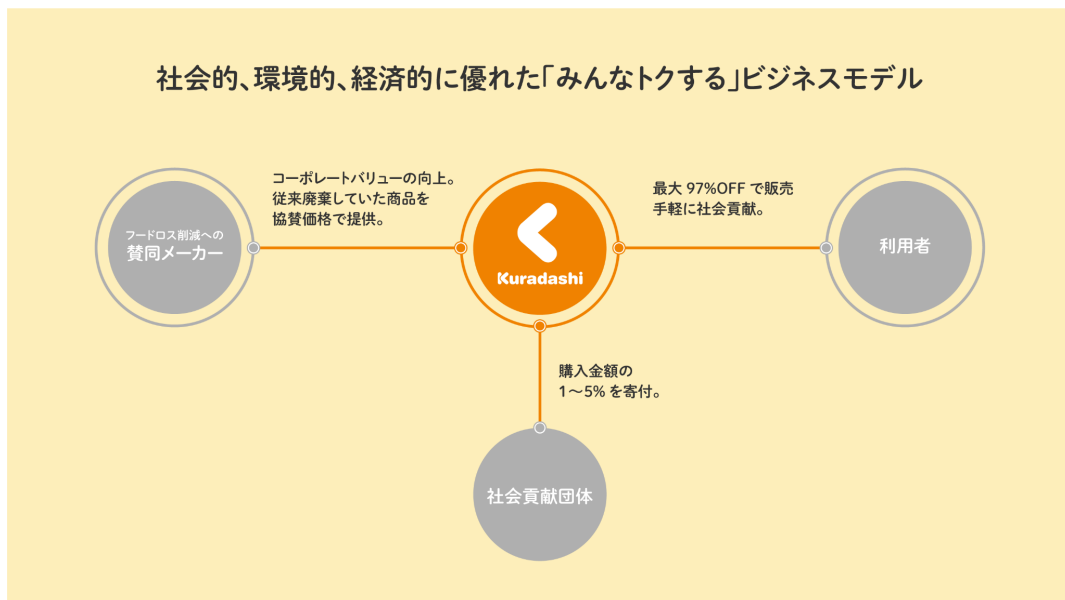 社会的、環境的、経済的に優れた「みんなトクする」ビジネスモデル
コーポレートバリューの向上。
従来廃棄していた商品を
協賛価格で提供。
最大 97%OFF で販売
手軽に社会貢献。
フードロス削減への
賛同メーカー
Kuradashi
利用者
購入金額の
1〜5% を寄付。
社会貢献団体